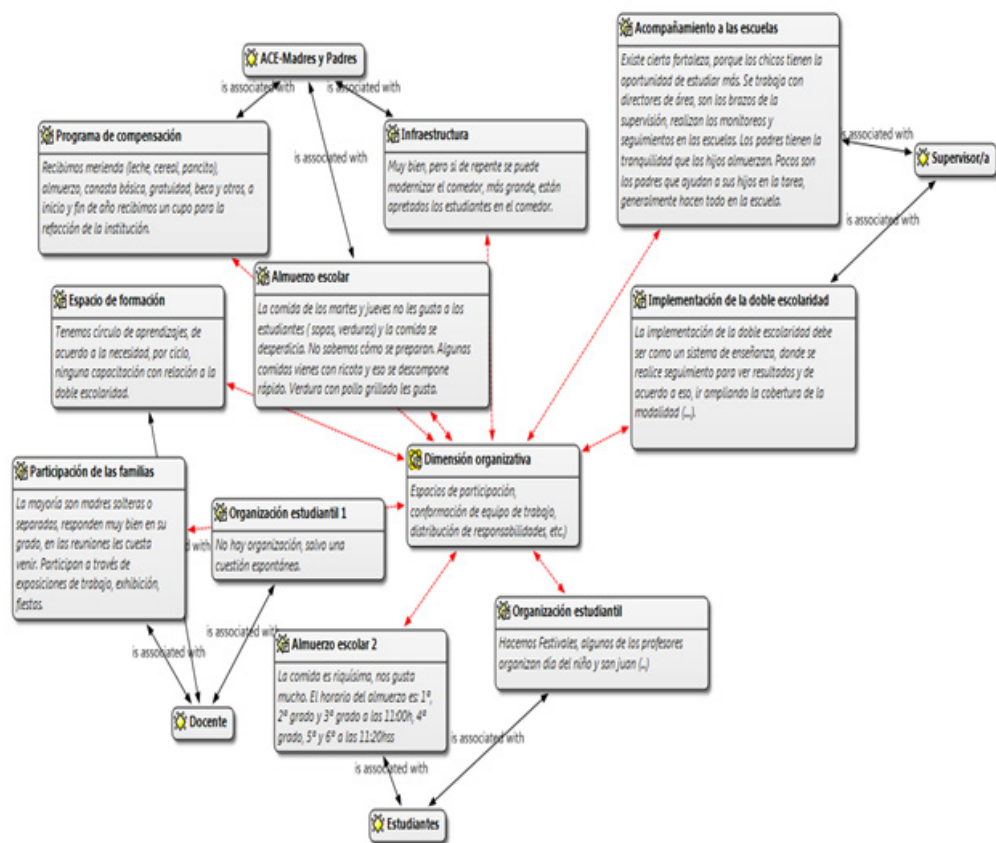 ACE-Madres y Padres
is associated with
is associated with
is associated with
Programa de compensación
Recibimos merienda (leche, cereal, pancito),
almuerzo, canasta básica, gratuidad, beca y otros, a
inicio y fin de año recibimos un cupo para la
refacción de la institución.
Infraestructura
Muy bien, pero si de repente se puede
modernizar el comedor, más grande, están
apretados los estudiantes en el comedor.
Acompañamiento a las escuelas
Existe cierta fortaleza, porque los chicos tienen la
oportunidad de estudiar más. Se trabaja con
directores de área, son los brazos de la
supervisión, realizan los monitoreos y
seguimientos en las escuelas. Los padres tienen la
tranquilidad que los hijos almuerzan. Pocos son
los padres que ayudan a sus hijos en la tarea,
generalmente hacen todo en la escuela.
is associated with
Supervisor/a
is associated with
Almuerzo escolar
La comida de los martes y jueves no les gusta a los
estudiantes ( sopas, verduras) y la comida se
desperdicia. No sabemos cómo se preparan. Algunas
comidas vienes con ricota y eso se descompone
rápido. Verdura con pollo grillado les gusta.
Espacio de formación
Tenemos círculo de aprendizajes, de
acuerdo a la necesidad, por ciclo,
ninguna capacitación con relación a la
doble escolaridad.
Implementación de la doble escolaridad
La implementación de la doble escolaridad debe
ser como un sistema de enseñanza, donde se
realice seguimiento para ver resultados y de
acuerdo a eso, ir ampliando la cobertura de la
modalidad (...).
Dimensión organizativa
Espacios de participación,
conformación de equipo de trabajo,
distribución de responsabilidades, etc.)
Participación de las familias
La mayoría son madres solteras o
separadas, responden muy bien en su
grado, en las reuniones les cuesta
venir. Participan a través de
exposiciones de trabajo, exhibición,
fiestas.
Organización estudiantil 1
No hay organización, salvo una
cuestión espontánea.
with
is associated with
is associated with
Docente
Almuerzo escolar 2
La comida es riquísima, nos gusta
mucho. El horario del almuerzo es: 1º,
2º grado y 3º grado a las 11:00h, 4º
grado, 5º y 6º a las 11:20hss
Organización estudiantil
Hacemos Festivales, algunos de los profesores
organizan día del niño y san juan (...)
is associated with
is associated with
Estudiantes